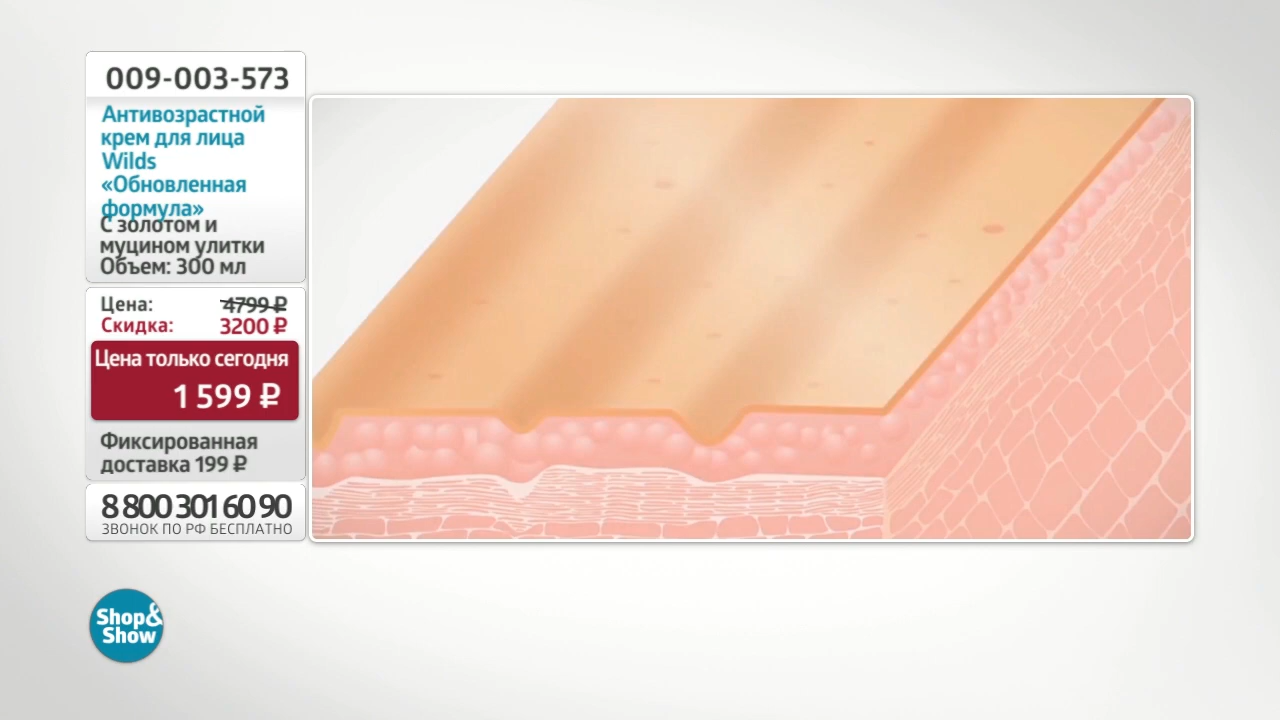 009-003-573
Антивозрастной
крем для лица
Wilds
«Обновленная
формула»
С золотом и
муцином улитки
Объем: 300 мл
Цена: 4799 ₽
Скидка: 3200 ₽
Цена только сегодня
1 599 ₽
Фиксированная
доставка 199 ₽
8 800 301 60 90
ЗВОНОК ПО РФ БЕСПЛАТНО
Shop&
Show